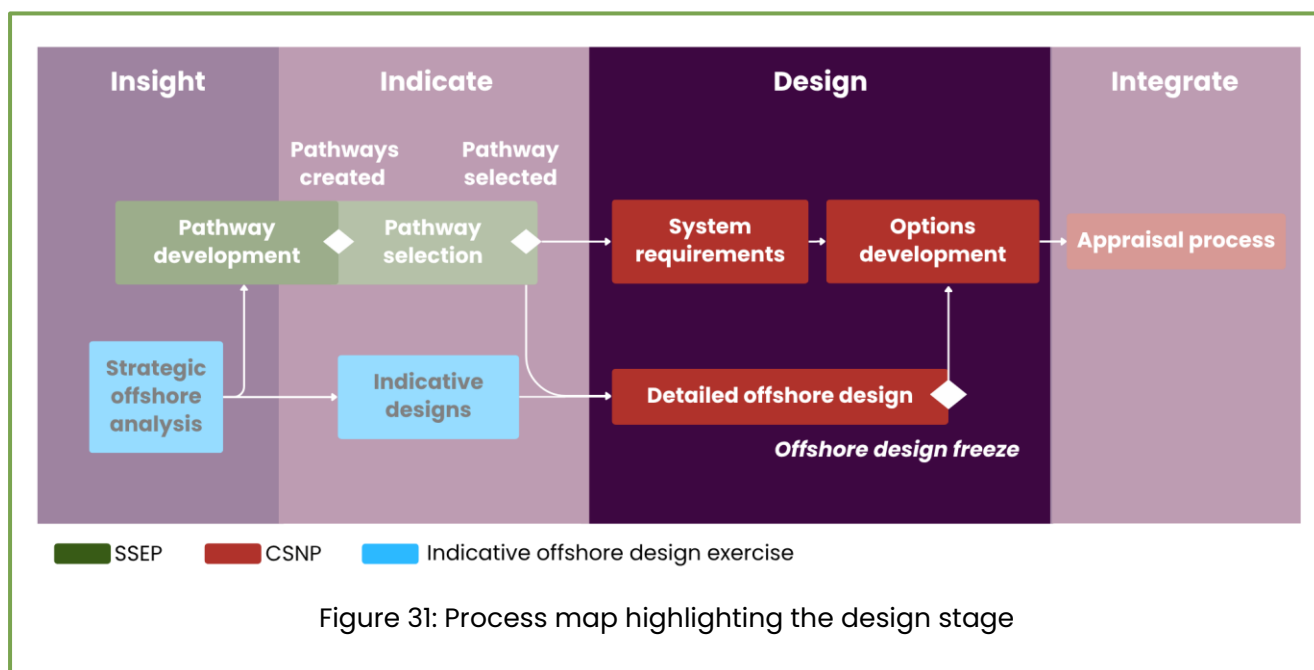 Insight
Indicate
Design
Integrate
Pathways
created
Pathway
selected
Pathway
development
Pathway
selection
System
requirements
Options
development
Appraisal process
Strategic
offshore
analysis
Indicative
designs
Detailed offshore design
Offshore design freeze
SSEP
CSNP
Indicative offshore design exercise
Figure 31: Process map highlighting the design stage